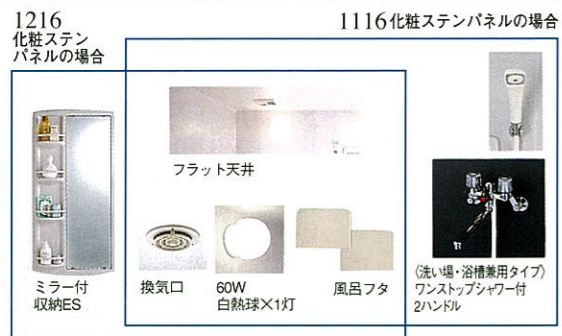 1216
化粧ステン
パネルの場合
1116化粧ステンパネルの場合
フラット天井
ミラー付
収納ES
換気口
60W
白熱球×1灯
風呂フタ
〈洗い場・浴槽兼用タイプ〉
ワンストップシャワー付
2ハンドル